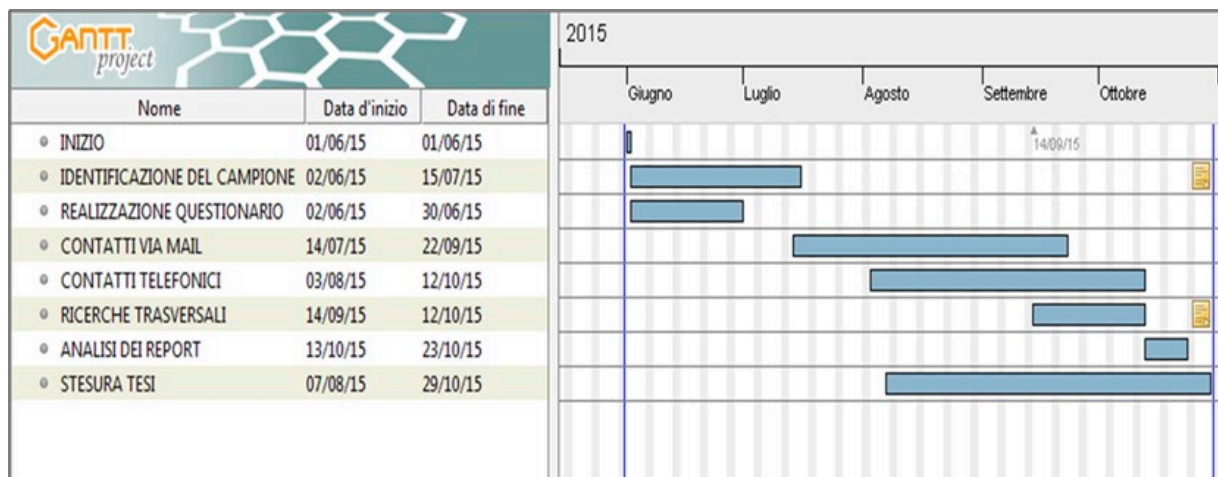 GANTT
project
2015
Giugno Luglio Agosto Settembre Ottobre
Nome Data d'inizio Data di fine
INIZIO 01/06/15 01/06/15
14/09/15
IDENTIFICAZIONE DEL CAMPIONE 02/06/15 15/07/15
REALIZZAZIONE QUESTIONARIO 02/06/15 30/06/15
CONTATTI VIA MAIL 14/07/15 22/09/15
CONTATTI TELEFONICI 03/08/15 12/10/15
RICERCHE TRASVERSALI 14/09/15 12/10/15
ANALISI DEI REPORT 13/10/15 23/10/15
STESURA TESI 07/08/15 29/10/15